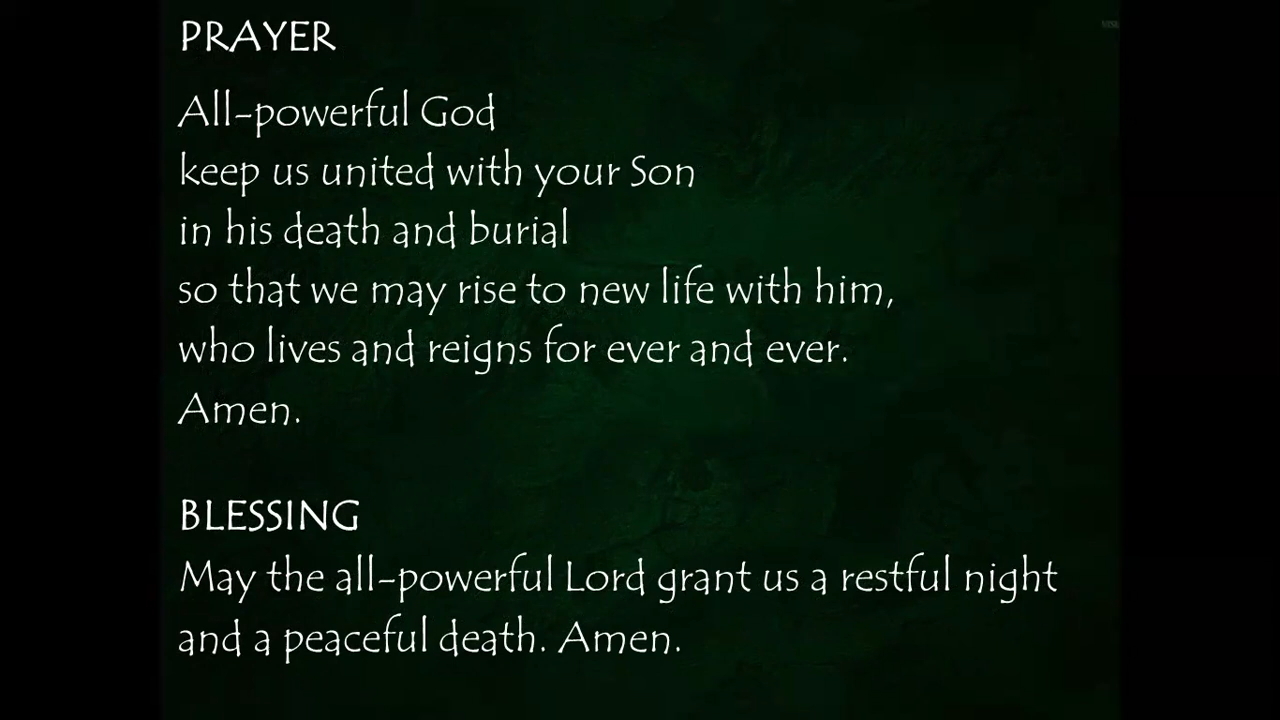 PRAYER
All-powerful God
keep us united with your Son
in his death and burial
so that we may rise to new life with him,
who lives and reigns for ever and ever.
Amen.
BLESSING
May the all-powerful Lord grant us a restful night
and a peaceful death. Amen.